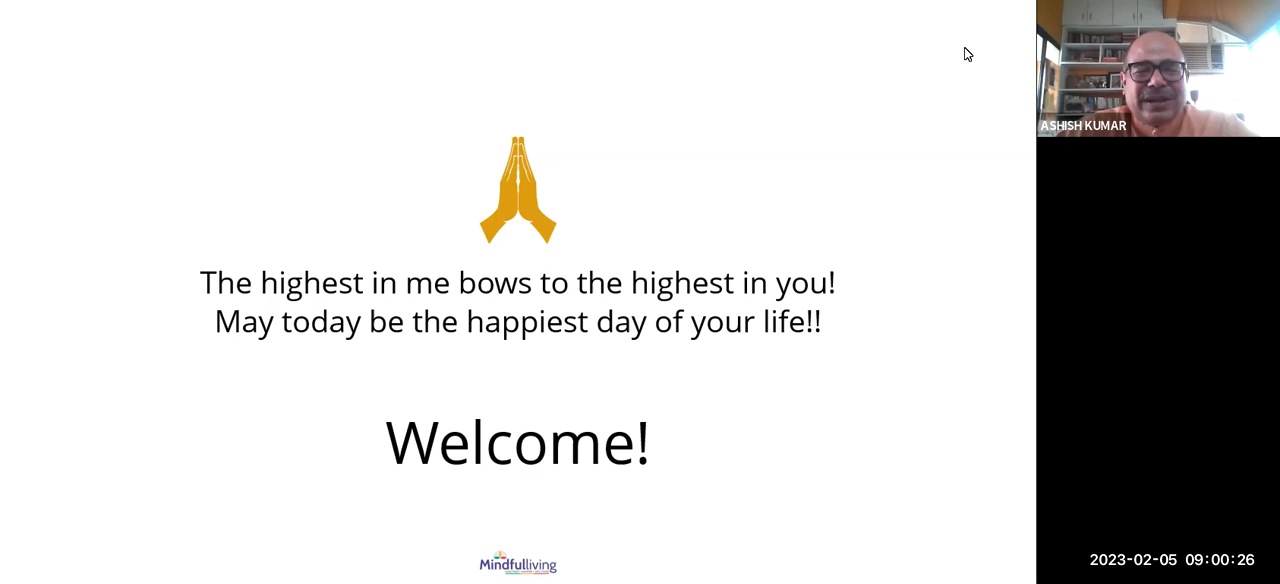 The highest in me bows to the highest in you!
May today be the happiest day of your life!!
Welcome!
Mindfulliving
ASHISH KUMAR
2023-02-05 09:00:26